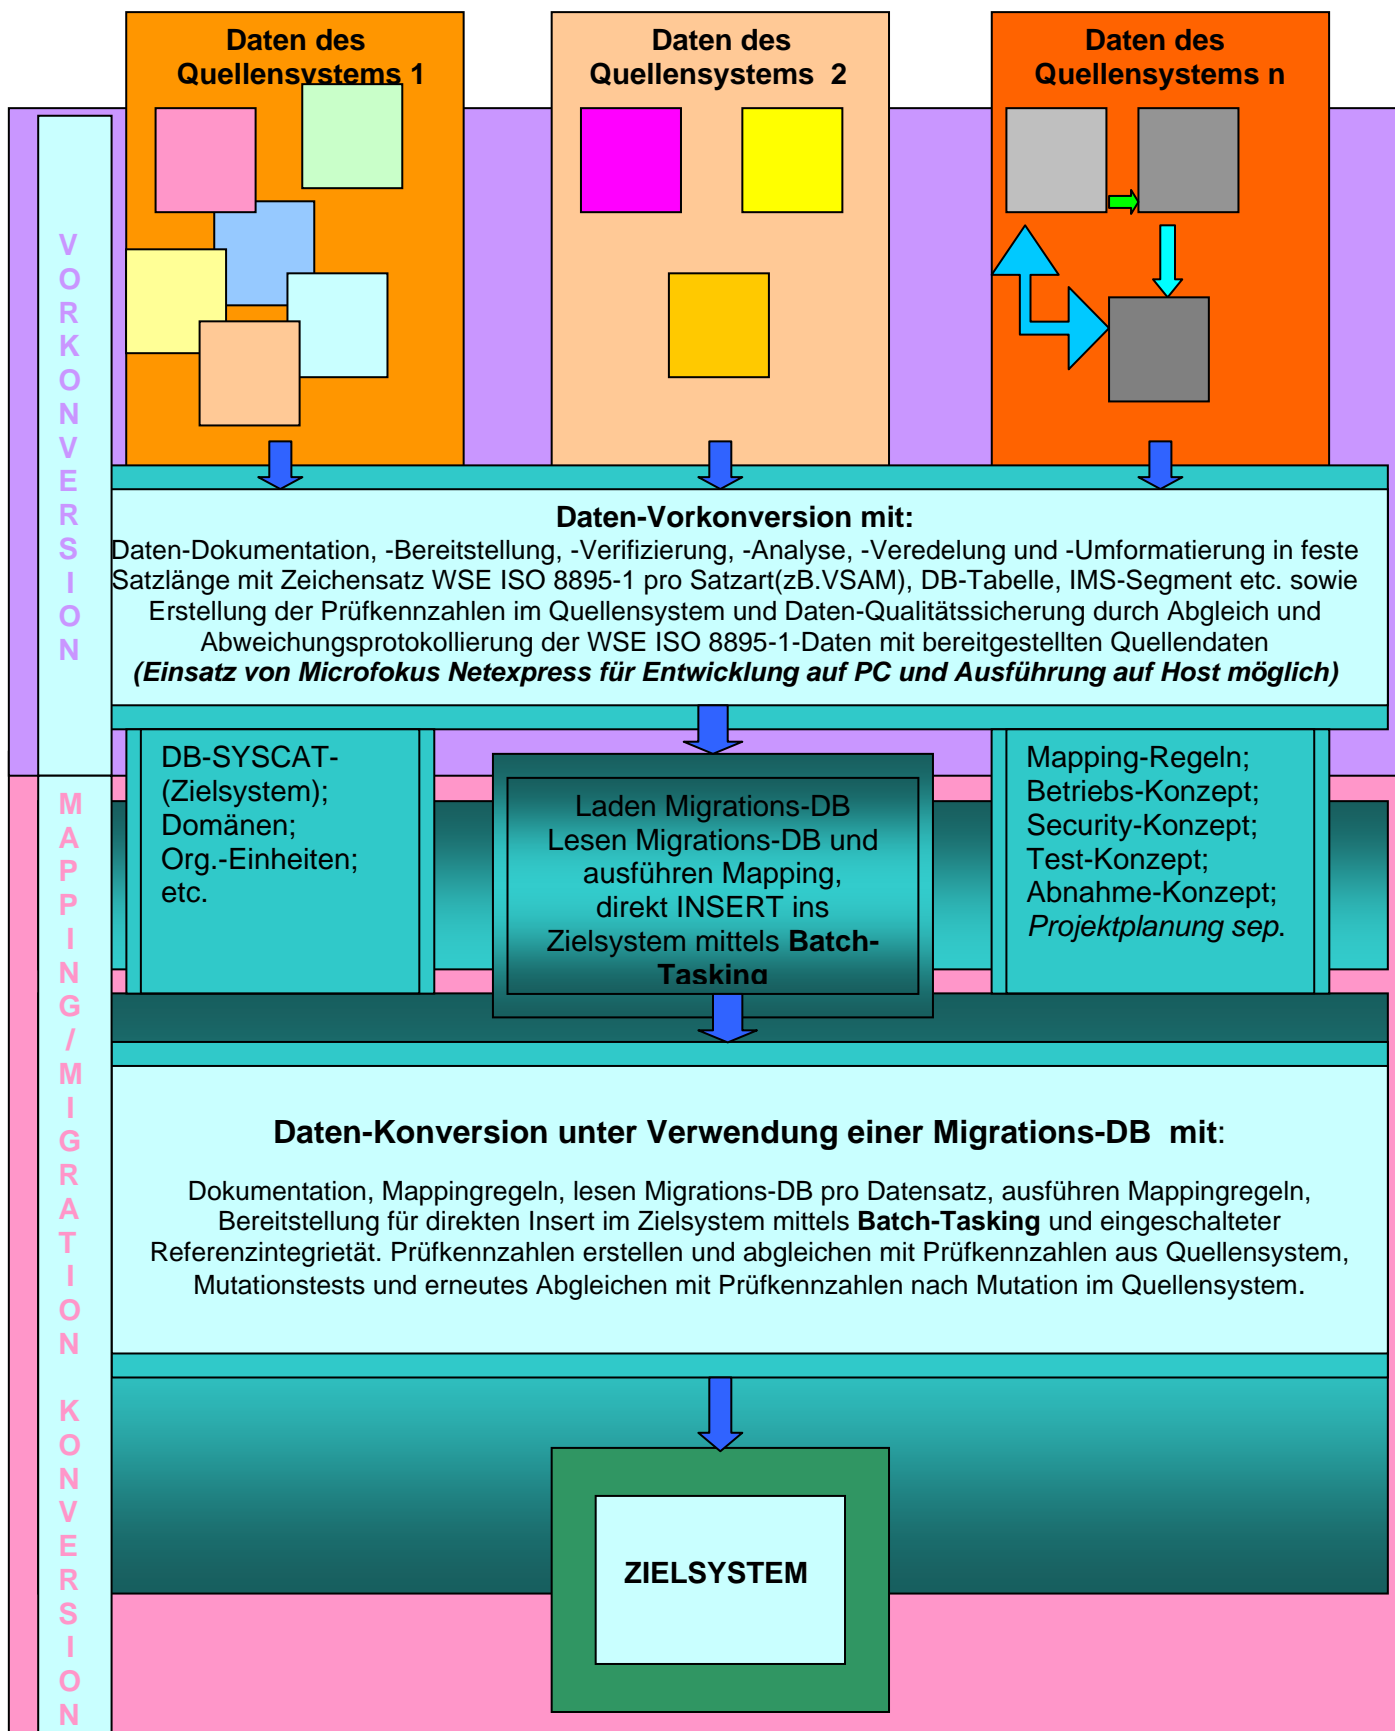 Daten des
Quellensystems 1
Daten des
Quellensystems 2
Daten des
Quellensystems n
VORKONVERSION
Daten-Vorkonversion mit:
Daten-Dokumentation, -Bereitstellung, -Verifizierung, -Analyse, -Veredelung und -Umformatierung in feste
Satzlänge mit Zeichensatz WSE ISO 8895-1 pro Satzart(zB.VSAM), DB-Tabelle, IMS-Segment etc. sowie
Erstellung der Prüfkennzahlen im Quellensystem und Daten-Qualitätssicherung durch Abgleich und
Abweichungsprotokollierung der WSE ISO 8895-1-Daten mit bereitgestellten Quellendaten
(Einsatz von Microfokus Netexpress für Entwicklung auf PC und Ausführung auf Host möglich)
MAPPING/MIGRATION KONVERSION
DB-SYSCAT-
(Zielsystem);
Domänen;
Org.-Einheiten;
etc.
Laden Migrations-DB
Lesen Migrations-DB und
ausführen Mapping,
direkt INSERT ins
Zielsystem mittels Batch-
Tasking
Mapping-Regeln;
Betriebs-Konzept;
Security-Konzept;
Test-Konzept;
Abnahme-Konzept;
Projektplanung sep.
Daten-Konversion unter Verwendung einer Migrations-DB mit:
Dokumentation, Mappingregeln, lesen Migrations-DB pro Datensatz, ausführen Mappingregeln,
Bereitstellung für direkten Insert im Zielsystem mittels Batch-Tasking und eingeschalteter
Referenzintegrietät. Prüfkennzahlen erstellen und abgleichen mit Prüfkennzahlen aus Quellensystem,
Mutationstests und erneutes Abgleichen mit Prüfkennzahlen nach Mutation im Quellensystem.
ZIELSYSTEM